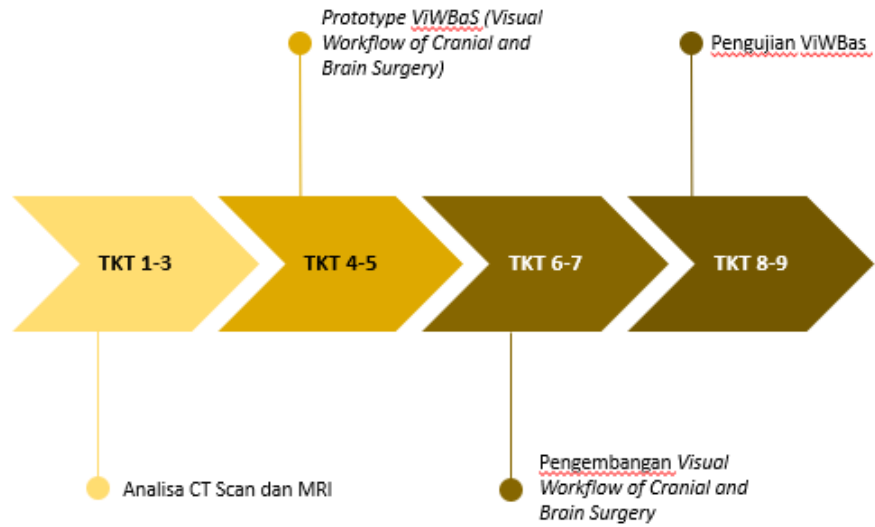 Prototype ViWBaS (Visual
Workflow of Cranial and
Brain Surgery)
Pengujian ViWBas
TKT 1-3
TKT 4-5
TKT 6-7
TKT 8-9
Analisa CT Scan dan MRI
Pengembangan Visual
Workflow of Cranial and
Brain Surgery